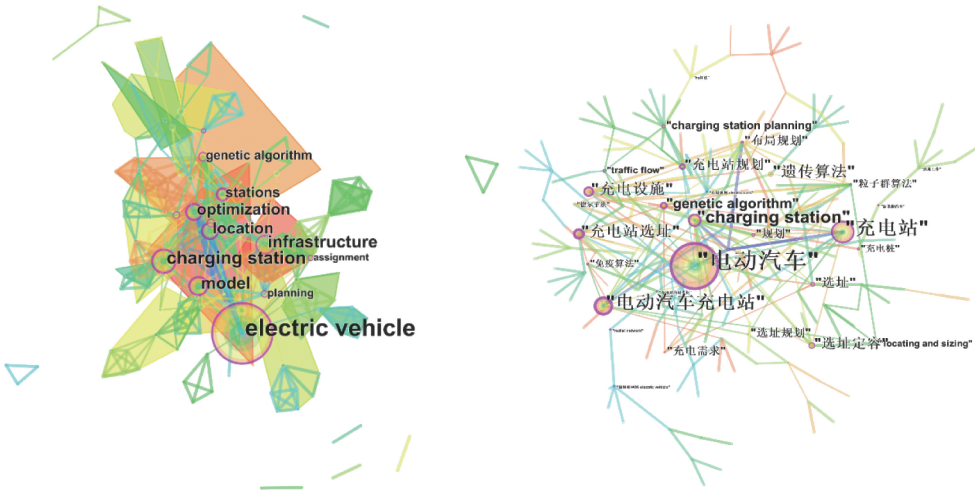 genetic algorithm
stations
optimization
location
infrastructure
charging station
assignment
model
planning
electric vehicle
"charging station planning"
"布局规划"
"traffic flow"
"充电站规划"
"遗传算法"
"充电设施"
"粒子群算法"
"genetic algorithm"
"charging station"
"充电站选址"
"规划"
"充电站"
"充电桩"
"免疫算法"
"电动汽车"
"选址"
"电动汽车充电站"
"选址规划"
"选址定容"
"locating and sizing"
"充电需求"